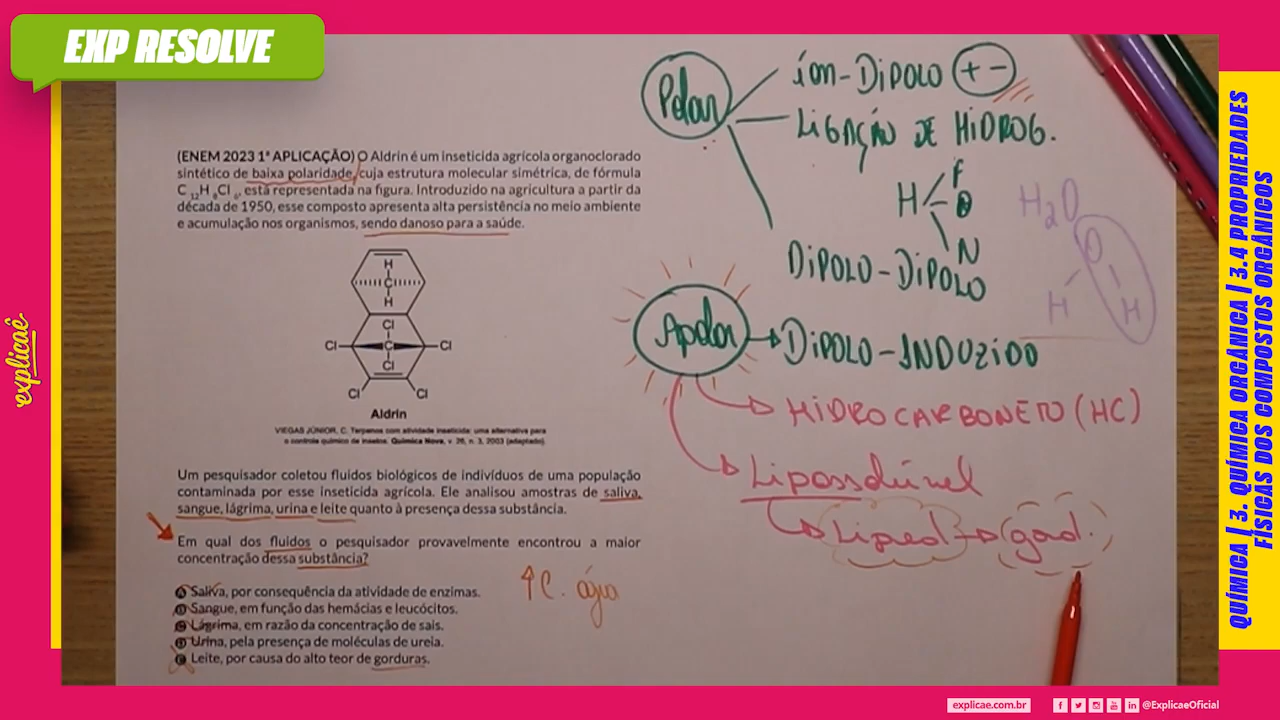 EXP RESOLVE
explicaê
(ENEM 2023 1ª APLICAÇÃO) O Aldrin é um inseticida agrícola organoclorado
sintético de baixa polaridade, cuja estrutura molecular simétrica, de fórmula
C12H8Cl6, está representada na figura. Introduzido na agricultura a partir da
década de 1950, esse composto apresenta alta persistência no meio ambiente
e acumulação nos organismos, sendo danoso para a saúde.
H
C
H
Cl
Cl C Cl
Cl
Cl Cl
Aldrin
VIEGAS JÚNIOR, C. Terpenos com atividade inseticida: uma alternativa para
o controle químico de insetos. Química Nova, v. 26, n. 3, 2003 (adaptado).
Um pesquisador coletou fluidos biológicos de indivíduos de uma população
contaminada por esse inseticida agrícola. Ele analisou amostras de saliva,
sangue, lágrima, urina e leite quanto à presença dessa substância.
Em qual dos fluidos o pesquisador provavelmente encontrou a maior
concentração dessa substância?
A Saliva, por consequência da atividade de enzimas.
B Sangue, em função das hemácias e leucócitos.
C Lágrima, em razão da concentração de sais.
D Urina, pela presença de moléculas de ureia.
E Leite, por causa do alto teor de gorduras.
↑C. água
Polar
íon-DiPOLO + -
LiGAÇÃO DE HIDROG.
H F
O
N
DiPOLO-DiPOLO
H2O
O
H H
Apolar → DiPOLO-INDUZIDO
HiDROCARBONETO (HC)
Lipossolúvel
Liped → gord.
QUÍMICA | 3. QUÍMICA ORGÂNICA | 3.4 PROPRIEDADES
FÍSICAS DOS COMPOSTOS ORGÂNICOS
explicae.com.br
@ExplicaeOficial